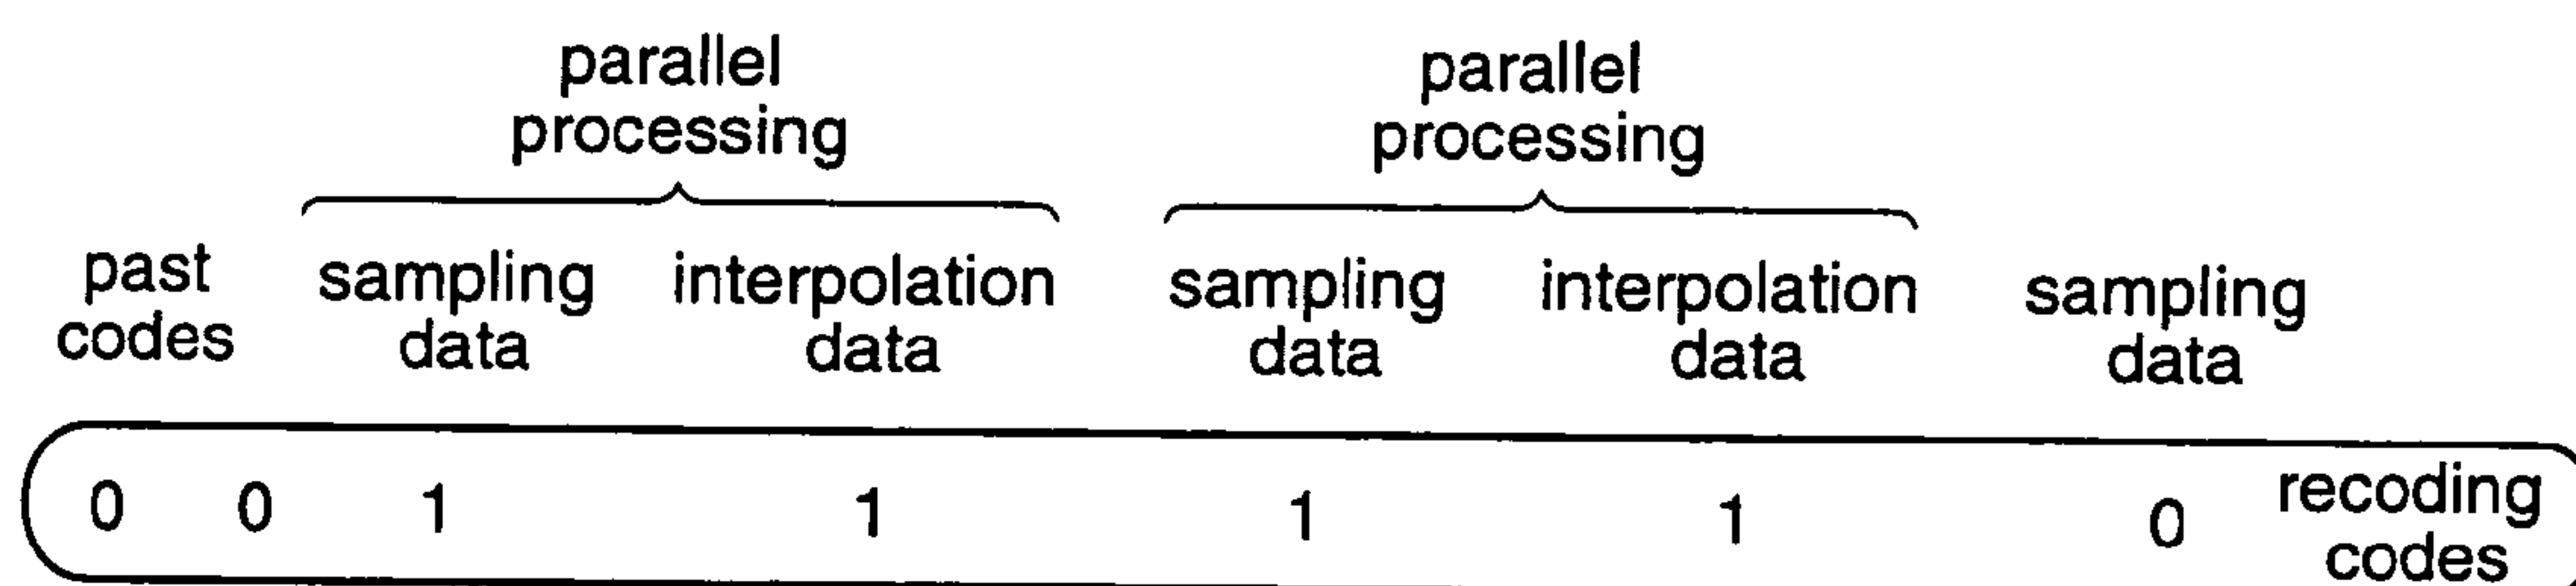 parallel
processing
parallel
processing
past
codes
sampling
data
interpolation
data
sampling
data
interpolation
data
sampling
data
0 0 1 1 1 1 0 recoding
codes